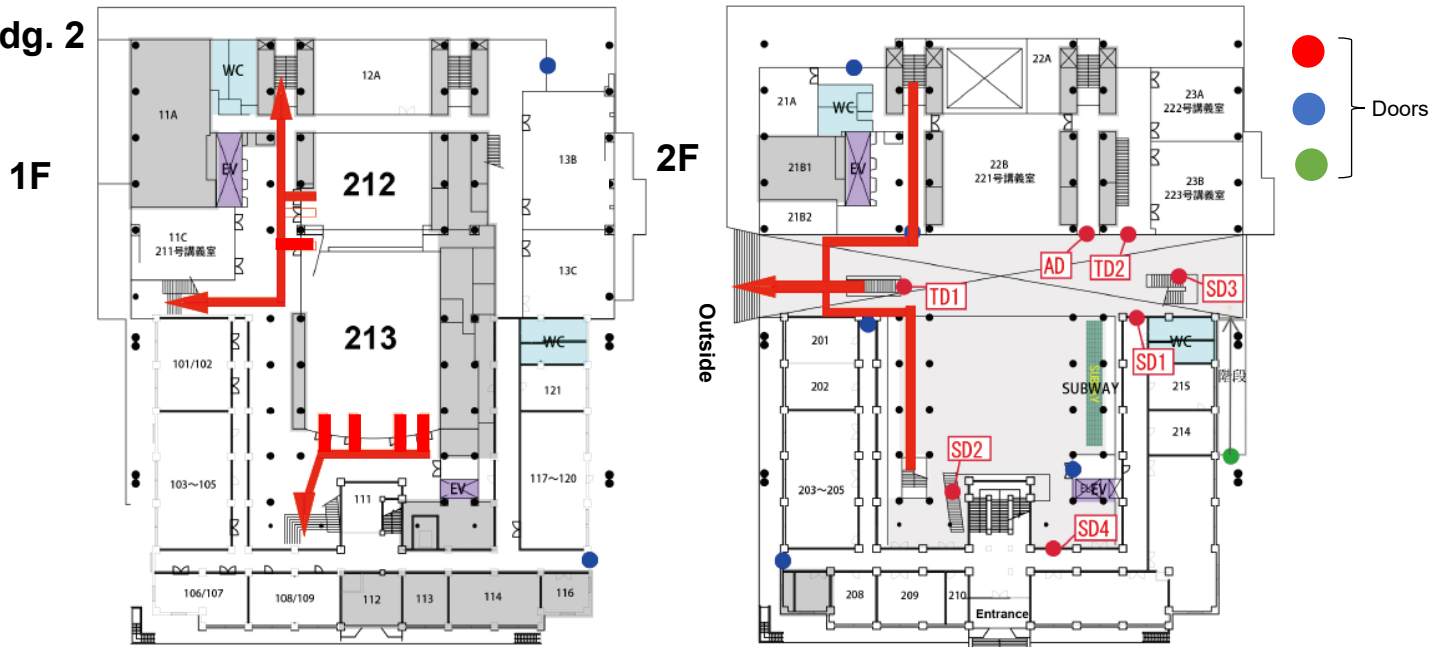 dg. 2
1F
11A
WC
12A
EV
212
13B
11C
211号講義室
13C
213
101/102
WC
121
103～105
117～120
111
EV
106/107
108/109
112
113
114
116
2F
21A
WC
22A
23A
222号講義室
21B1
EV
22B
221号講義室
23B
223号講義室
21B2
AD
TD2
TD1
SD3
Outside
201
SD1
WC
202
SUBWAY
SUBWAY
215
階段
214
203～205
SD2
EV
SD4
208
209
210
Entrance
Doors